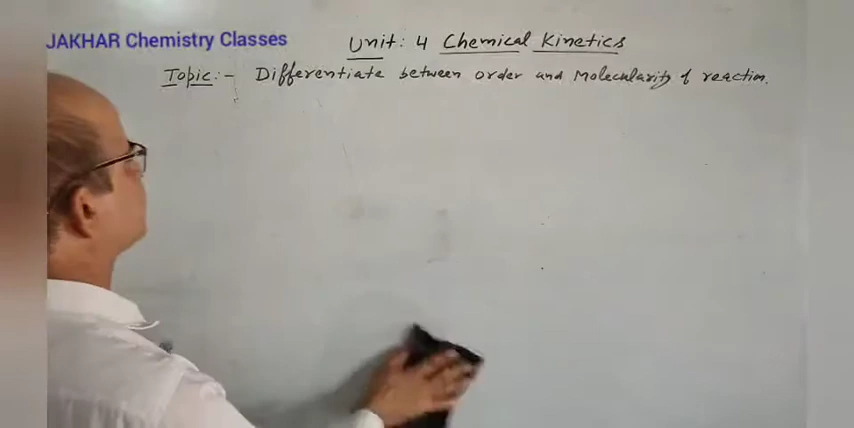 JAKHAR Chemistry Classes
Unit: 4 Chemical Kinetics
Topic:- Differentiate between order and Molecularity of reaction.